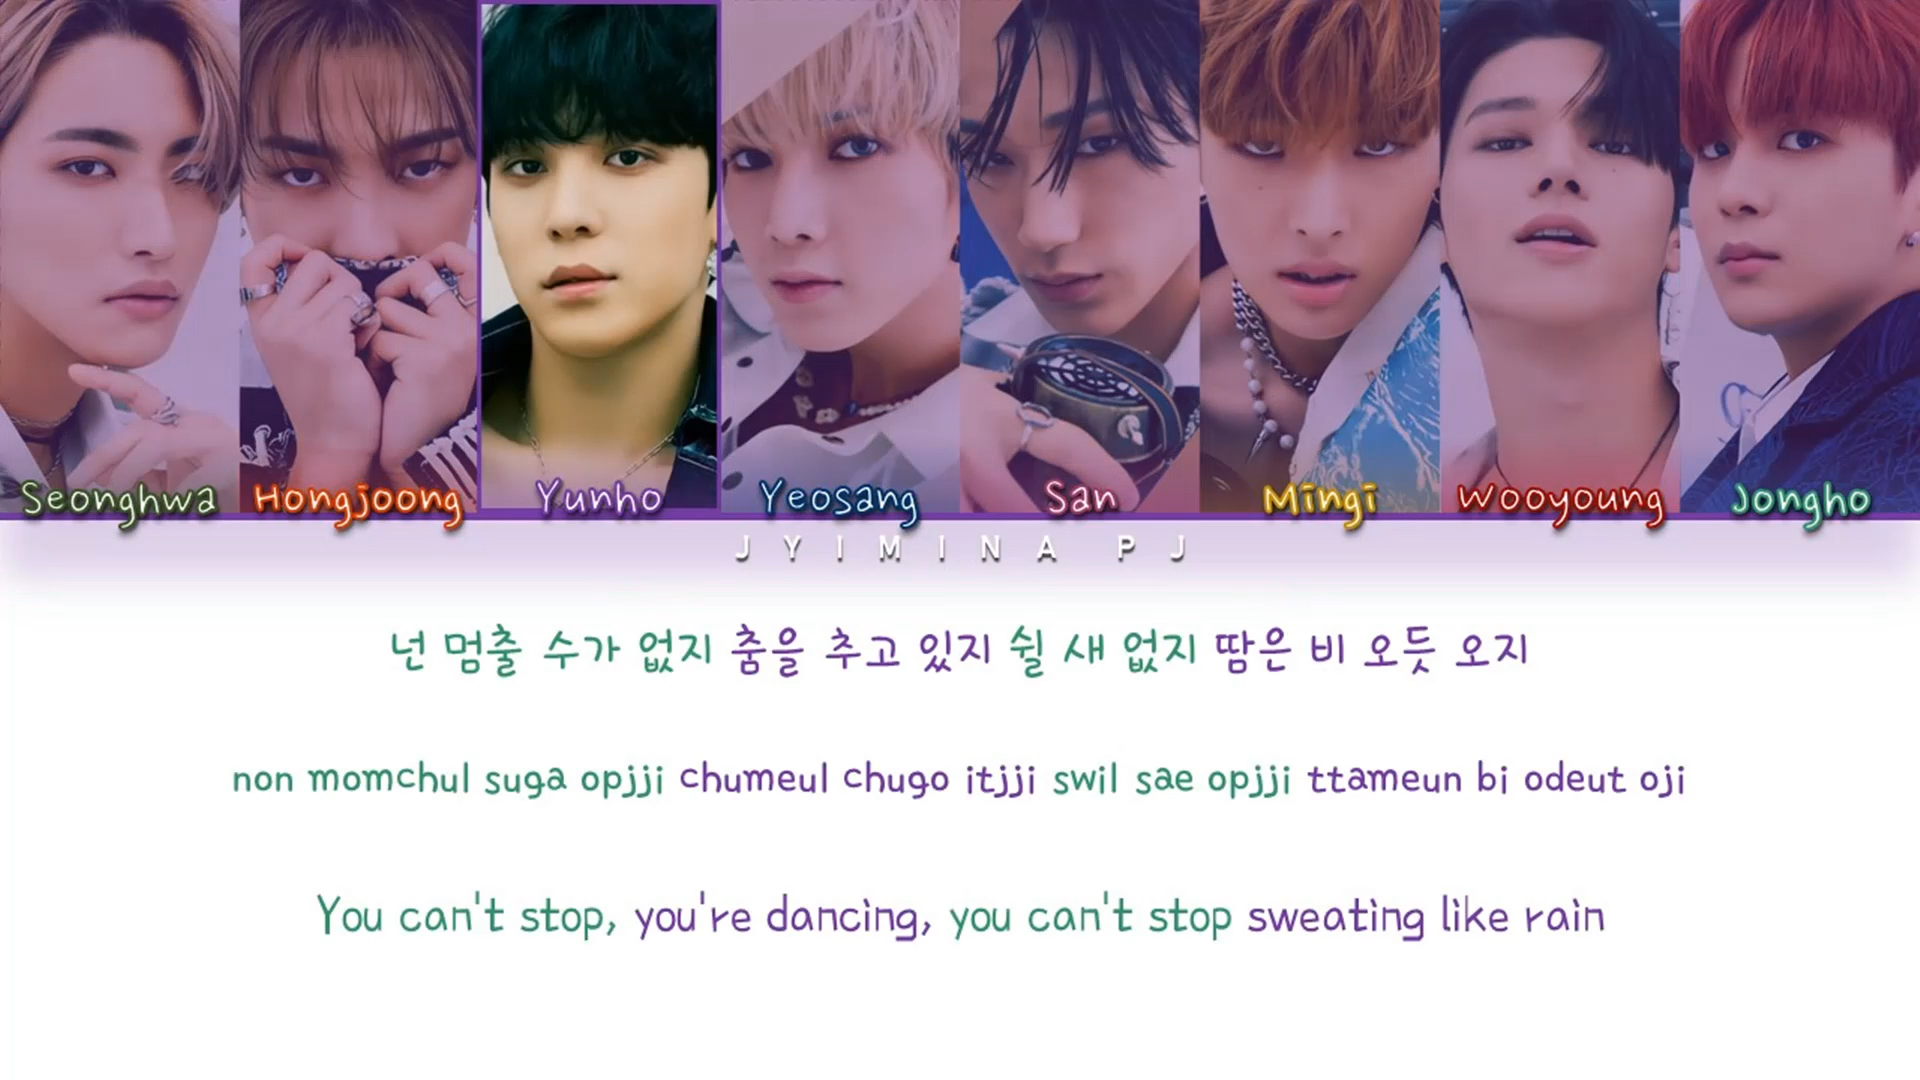 Seonghwa Hongjoong Yunho Yeosang San Mingi Wooyoung Jongho
JYIMINA PJ
넌 멈출 수가 없지 춤을 추고 있지 쉴 새 없지 땀은 비 오듯 오지
non momchul suga opjji chumeul chugo itjji swil sae opjji ttameun bi odeut oji
You can't stop, you're dancing, you can't stop sweating like rain